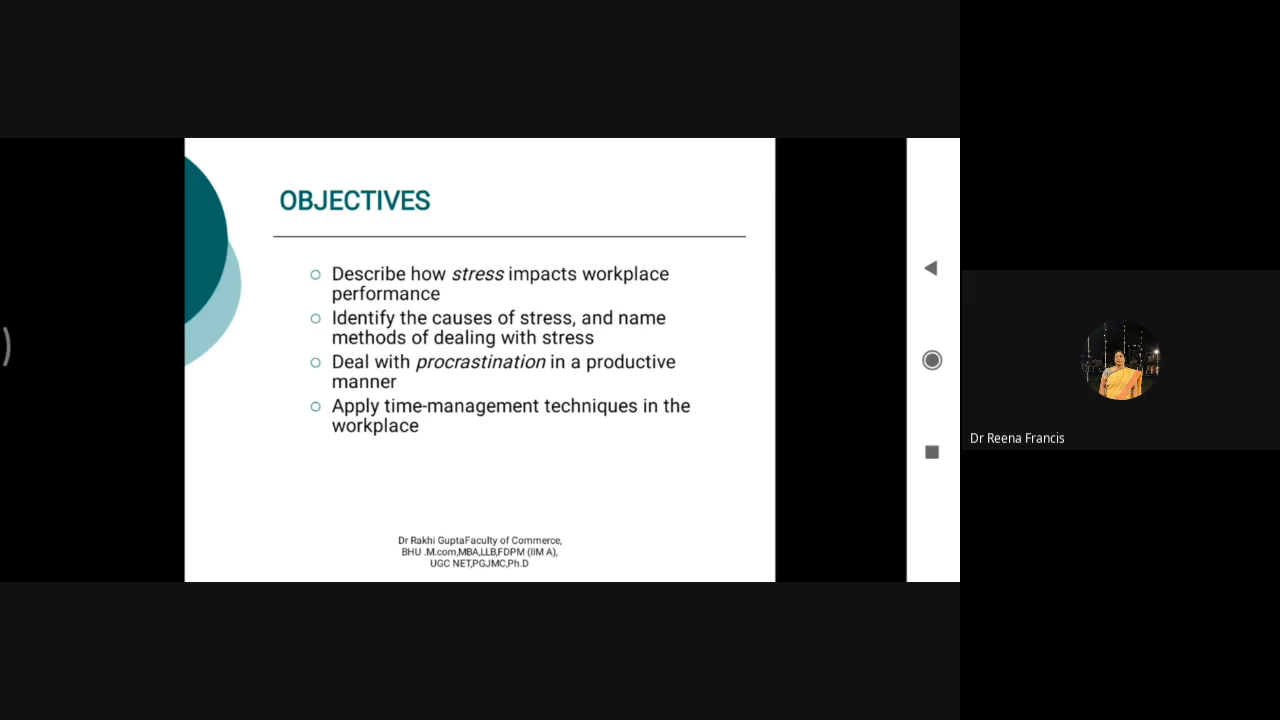 OBJECTIVES
Describe how stress impacts workplace
performance
Identify the causes of stress, and name
methods of dealing with stress
Deal with procrastination in a productive
manner
Apply time-management techniques in the
workplace
Dr Rakhi GuptaFaculty of Commerce,
BHU .M.com,MBA,LLB,FDPM (IIM A),
UGC NET,PGJMC,Ph.D
Dr Reena Francis